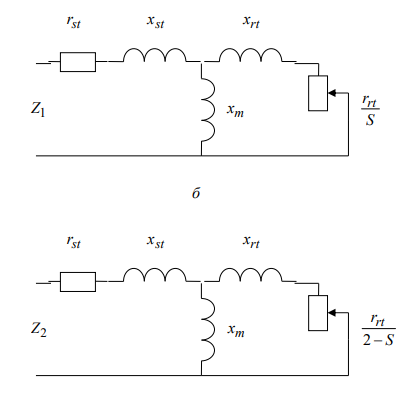 r_st x_st x_rt
Z_1 x_m r_rt/S
б
r_st x_st x_rt
Z_2 x_m r_rt/(2−S)